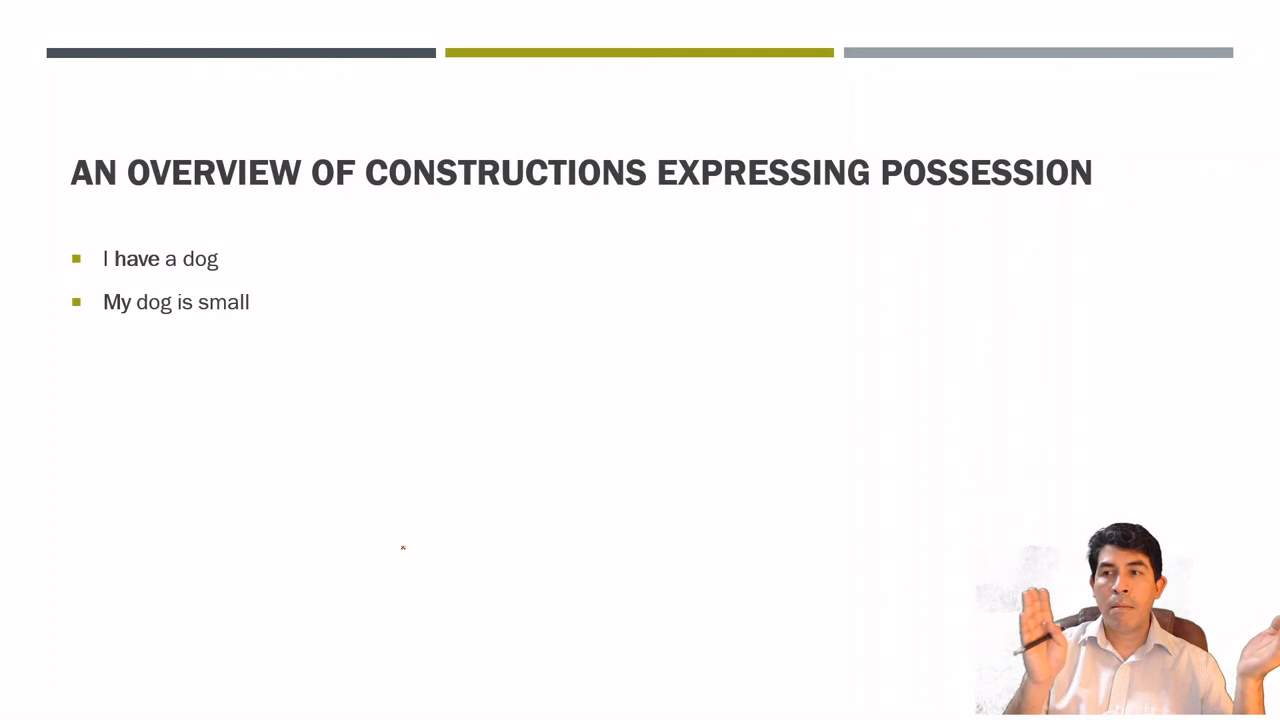 AN OVERVIEW OF CONSTRUCTIONS EXPRESSING POSSESSION
I have a dog
My dog is small